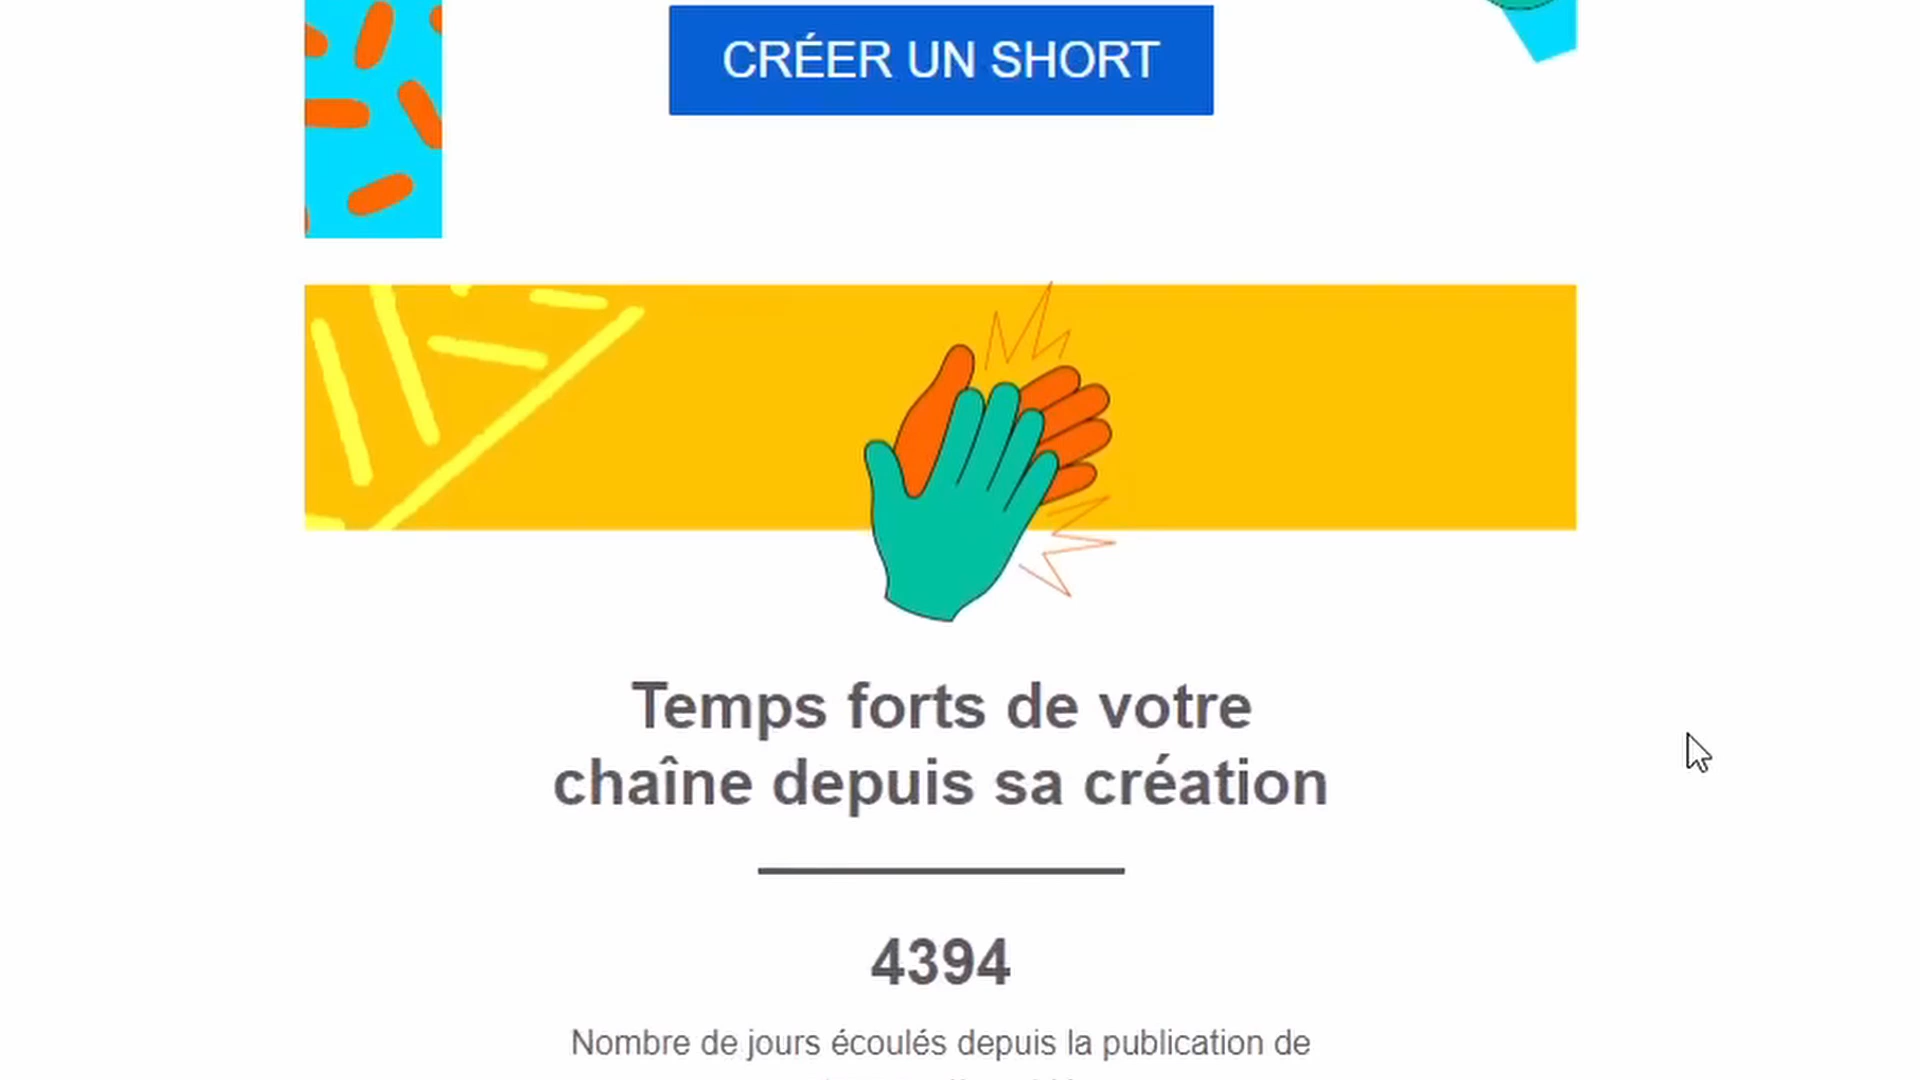 CRÉER UN SHORT
Temps forts de votre
chaîne depuis sa création
4394
Nombre de jours écoulés depuis la publication de